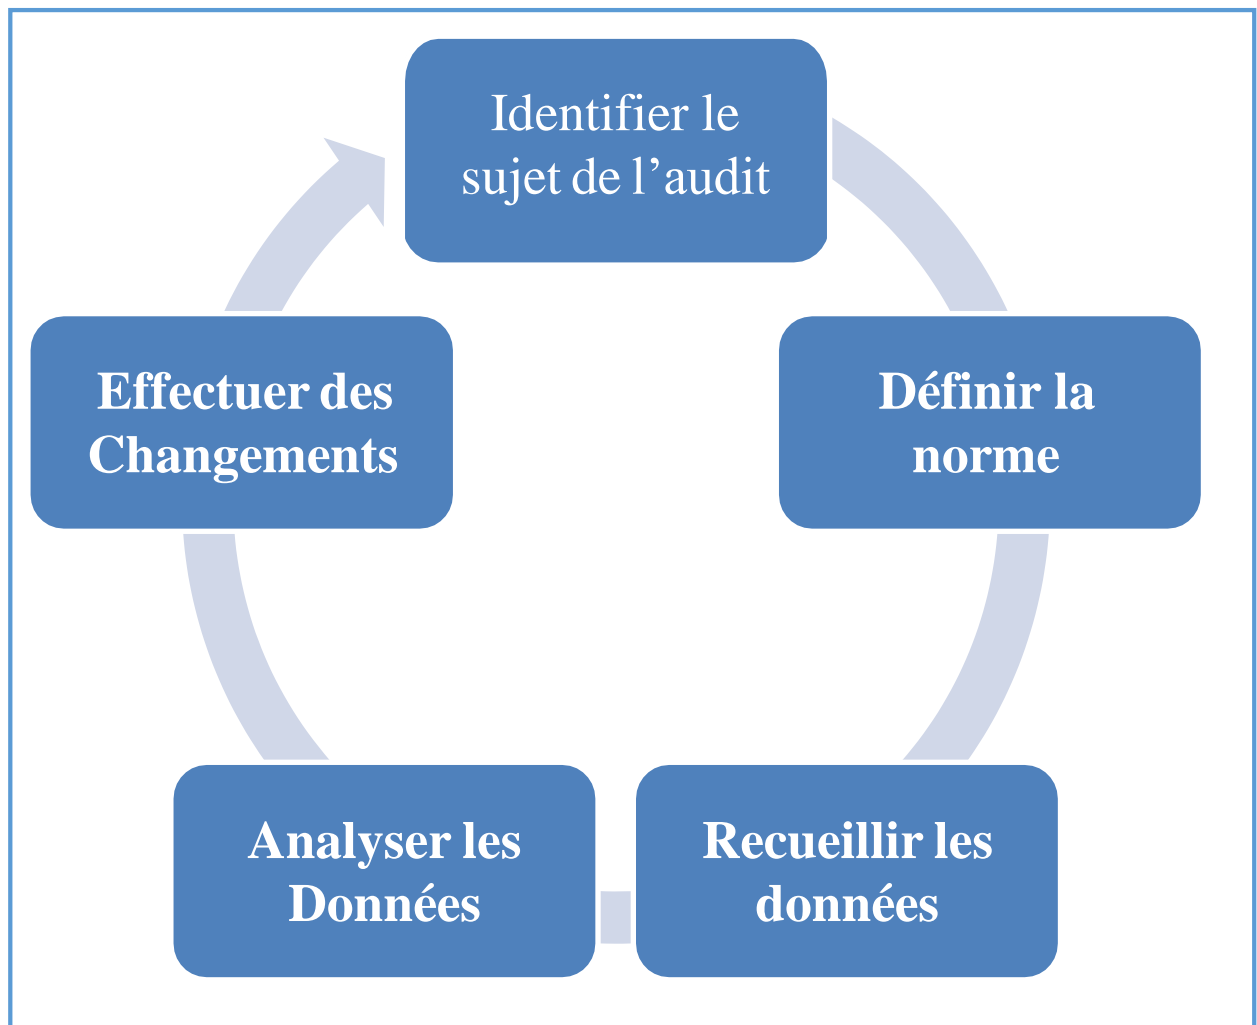 Identifier le
sujet de l’audit
Définir la
norme
Recueillir les
données
Analyser les
Données
Effectuer des
Changements